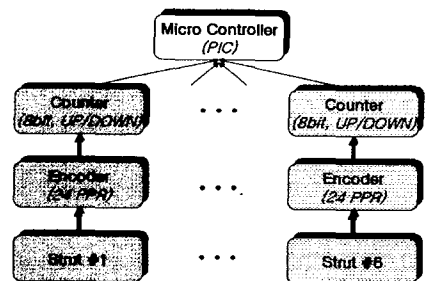 Micro Controller
(PIC)
Counter
(8bit, UP/DOWN)
. . .
Counter
(8bit, UP/DOWN)
Encoder
(24 PPR)
. . .
Encoder
(24 PPR)
Strut #1
. . .
Strut #6